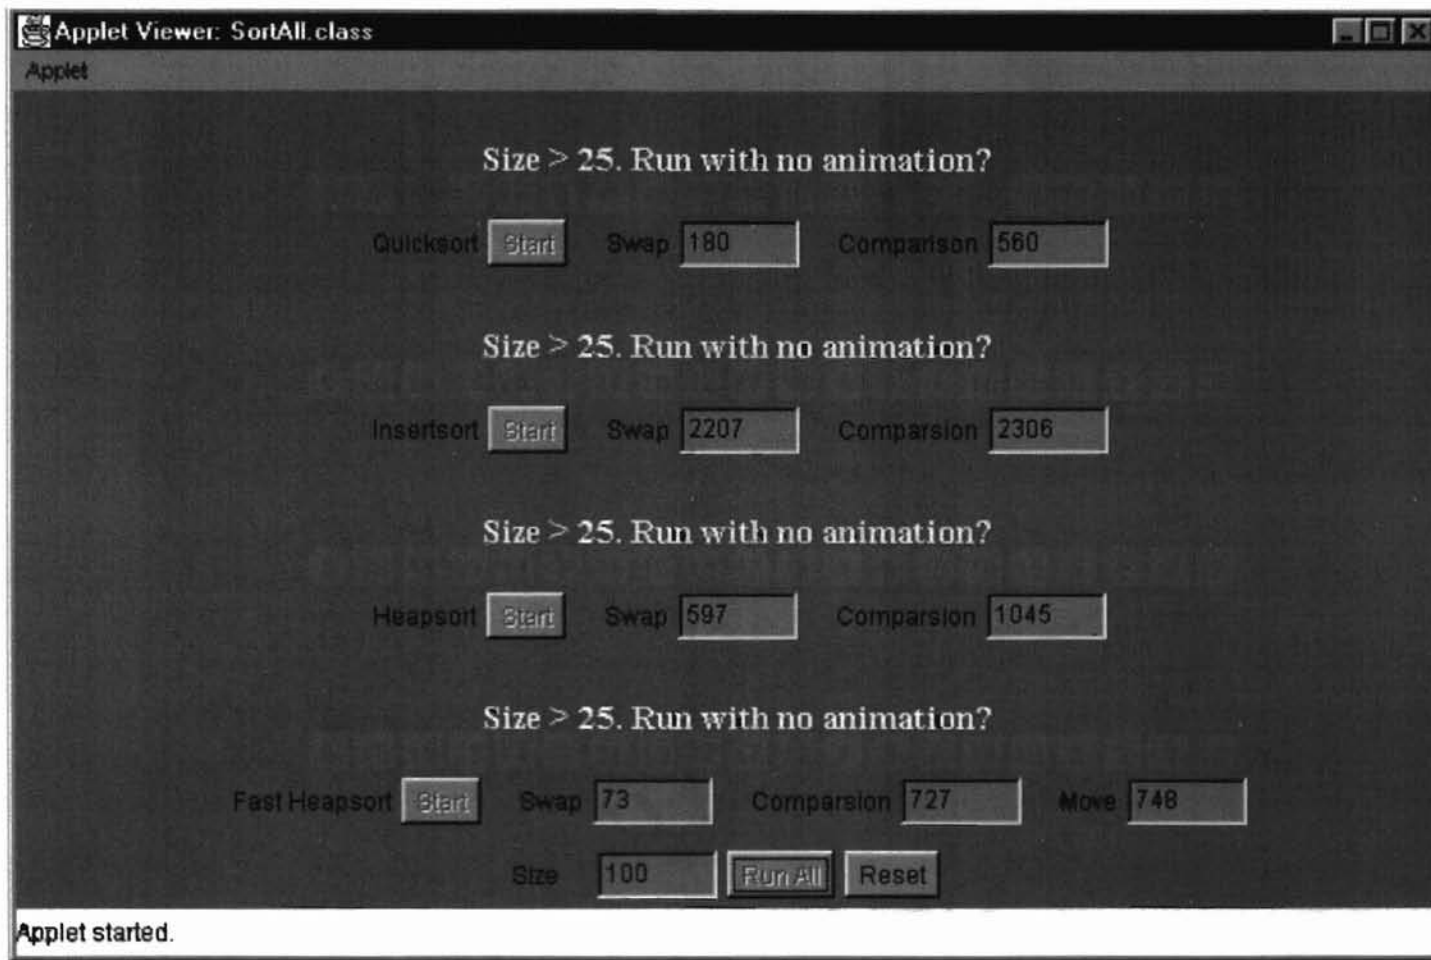 Applet Viewer: SortAll.class
Applet
Size > 25. Run with no animation?
Quicksort Start Swap 180 Comparison 560
Size > 25. Run with no animation?
Insertsort Start Swap 2207 Comparsion 2306
Size > 25. Run with no animation?
Heapsort Start Swap 597 Comparsion 1045
Size > 25. Run with no animation?
Fast Heapsort Start Swap 73 Comparsion 727 Move 748
Size 100 Run All Reset
Applet started.